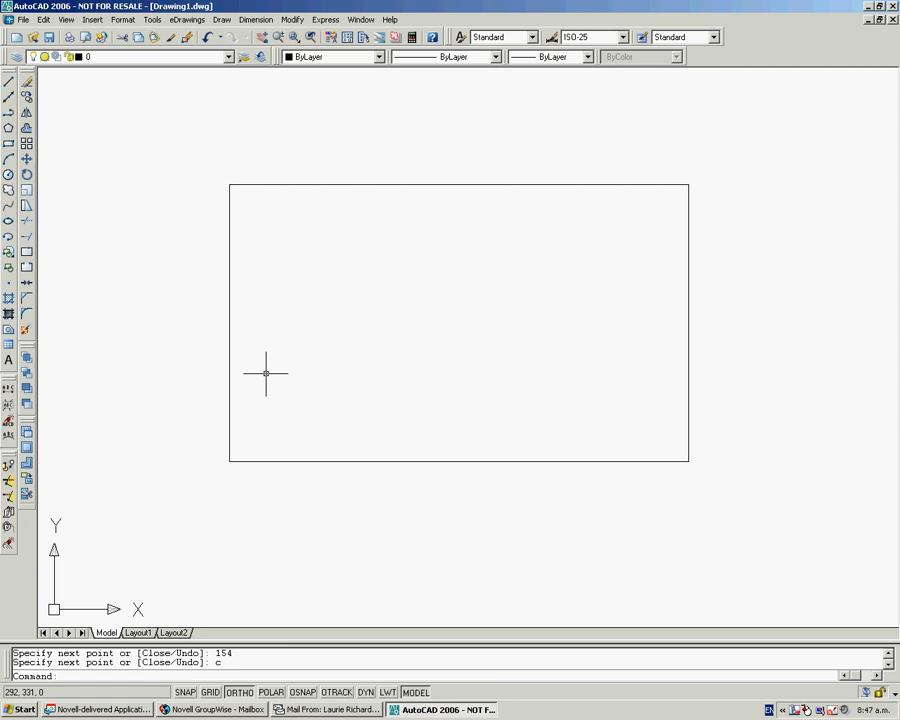 AutoCAD 2006 - NOT FOR RESALE - [Drawing1.dwg]
File Edit View Insert Format Tools eDrawings Draw Dimension Modify Express Window Help
Standard ISO-25 Standard
0 ByLayer ByLayer ByLayer ByColor
A
Y
X
Model Layout1 Layout2
Specify next point or [Close/Undo]: 154
Specify next point or [Close/Undo]: c
Command:
292, 331, 0 SNAP GRID ORTHO POLAR OSNAP OTRACK DYN LWT MODEL
Start Novell-delivered Applicati... Novell GroupWise - Mailbox Mail From: Laurie Richard... AutoCAD 2006 - NOT F... EN « 8:47 a.m.